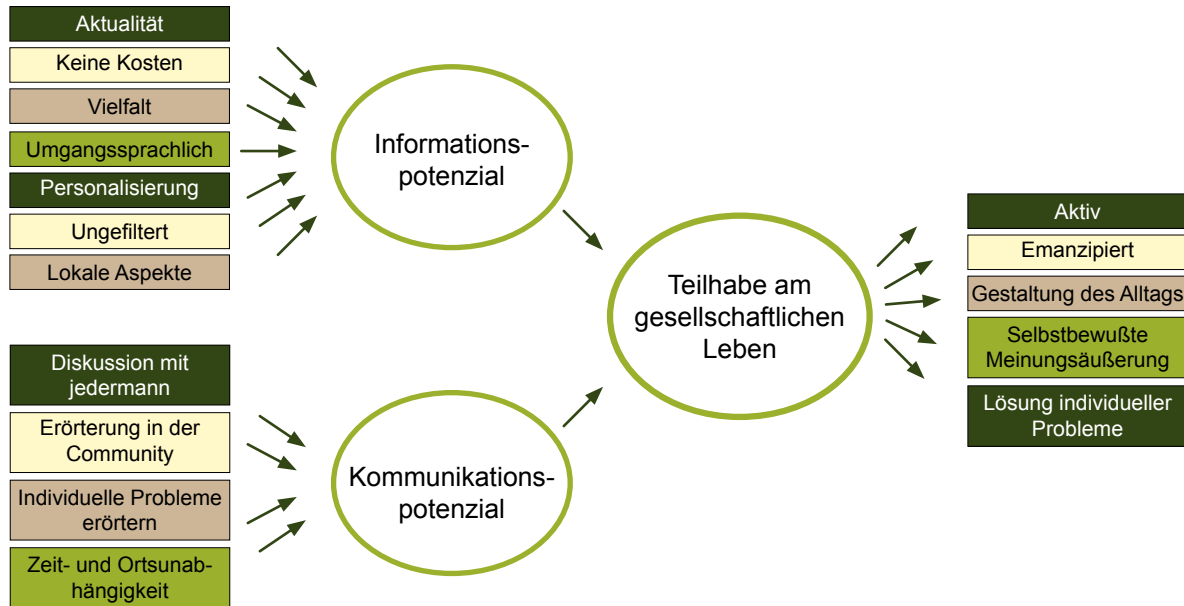 Aktualität
Keine Kosten
Vielfalt
Umgangssprachlich
Personalisierung
Ungefiltert
Lokale Aspekte
Diskussion mit
jedermann
Erörterung in der
Community
Individuelle Probleme
erörtern
Zeit- und Ortsunab-
hängigkeit
Informations-
potenzial
Kommunikations-
potenzial
Teilhabe am
gesellschaftlichen
Leben
Aktiv
Emanzipiert
Gestaltung des Alltags
Selbstbewußte
Meinungsäußerung
Lösung individueller
Probleme